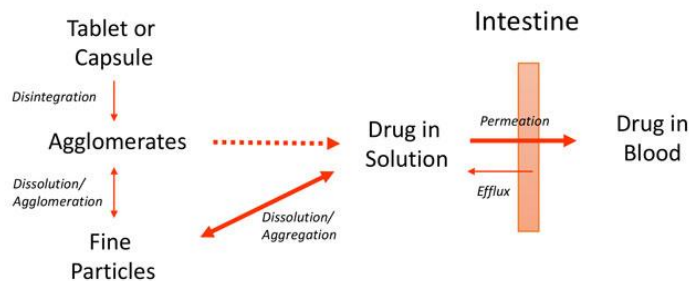 Tablet or
Capsule
Intestine
Disintegration
Permeation
Agglomerates
Drug in
Solution
Drug in
Blood
Dissolution/
Agglomeration
Efflux
Dissolution/
Aggregation
Fine
Particles